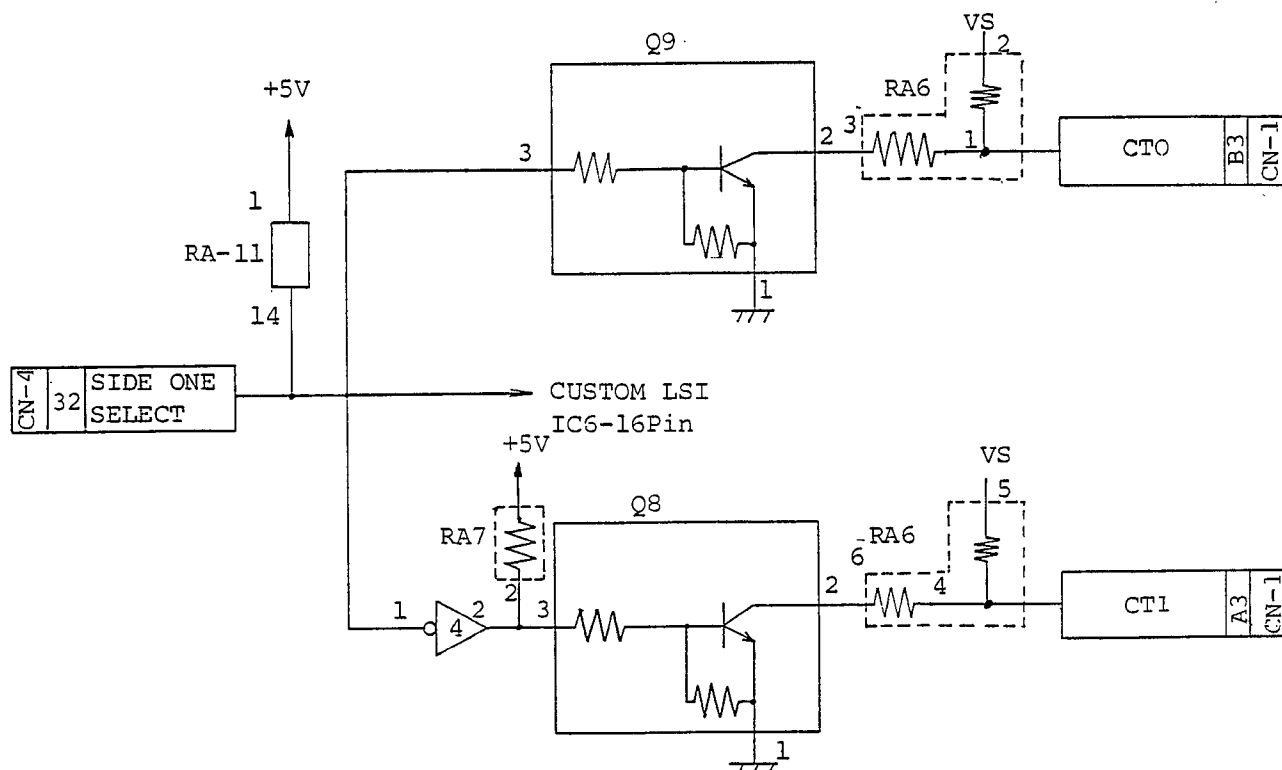 VS
2
Q9
+5V
RA6
3
2
1
CTO
B3
CN-1
3
1
RA-11
14
1
CN-4
32
SIDE ONE
SELECT
CUSTOM LSI
IC6-16Pin
+5V
VS
5
Q8
RA7
RA6
6
2
4
2
3
1
4
2
CT1
A3
CN-1
1